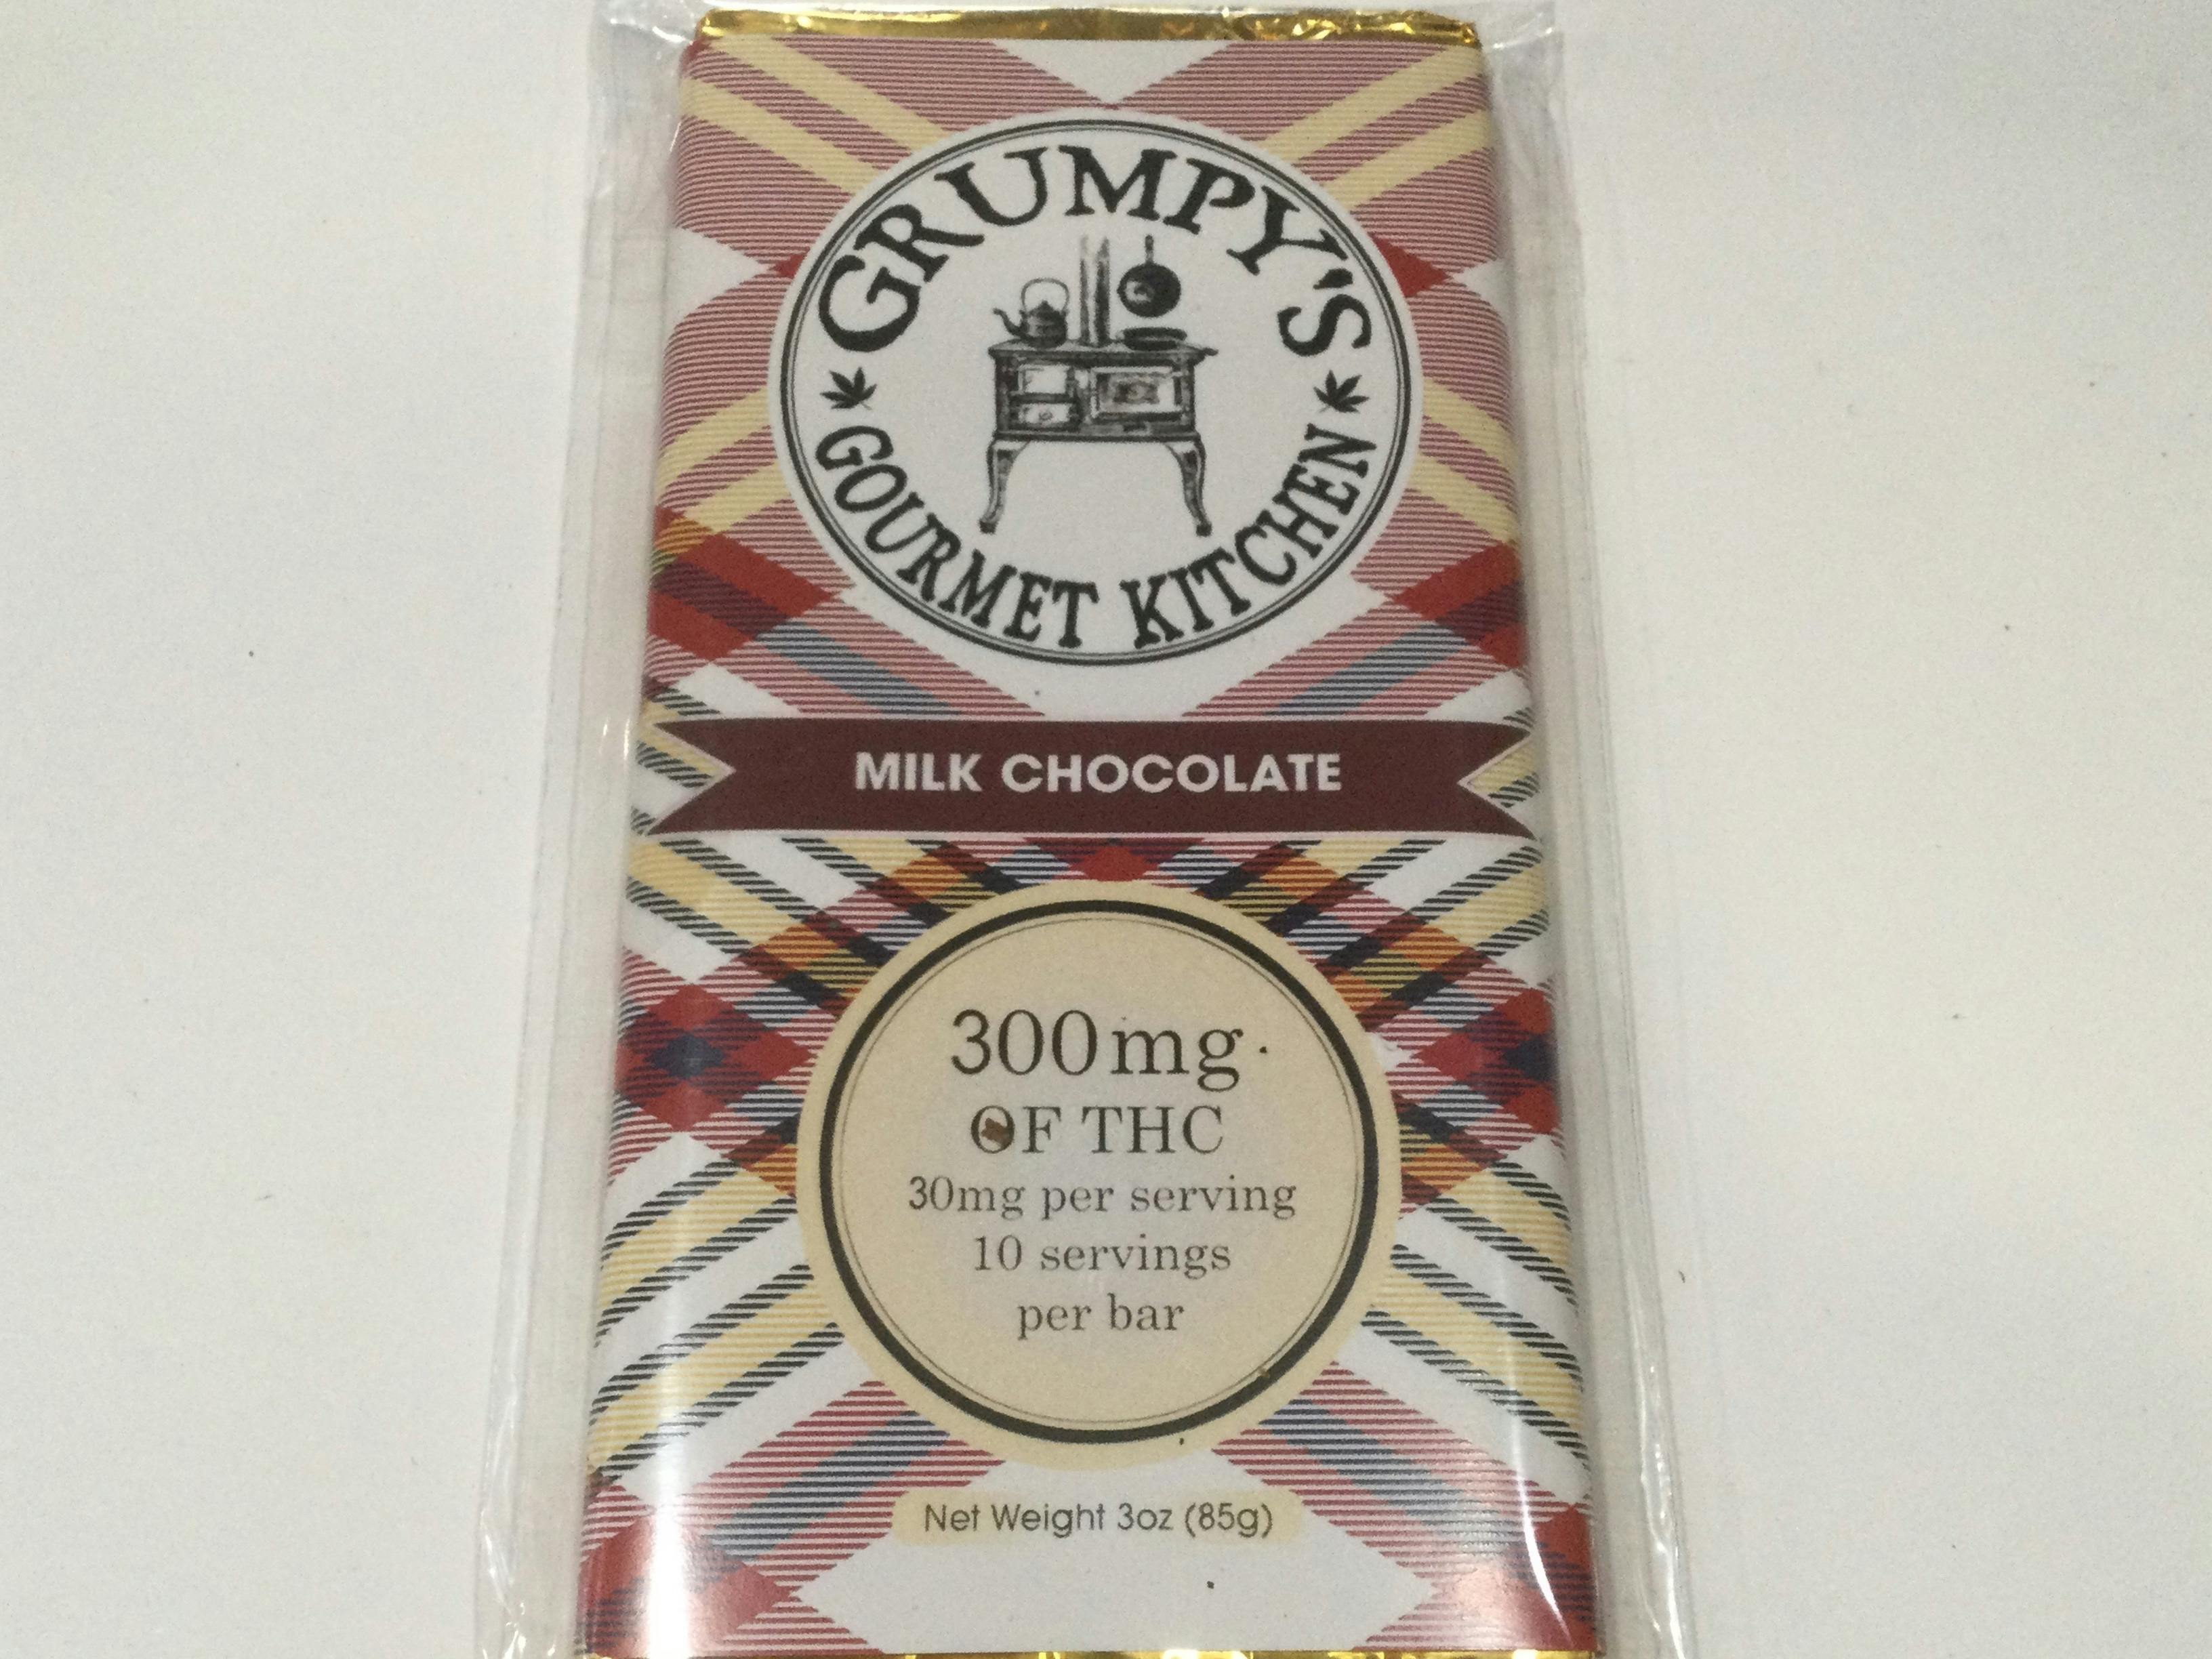 GRUMPY'S
GOURMET KITCHEN
MILK CHOCOLATE
300mg
OF THC
30mg per serving
10 servings
per bar
Net Weight 3oz (85g)